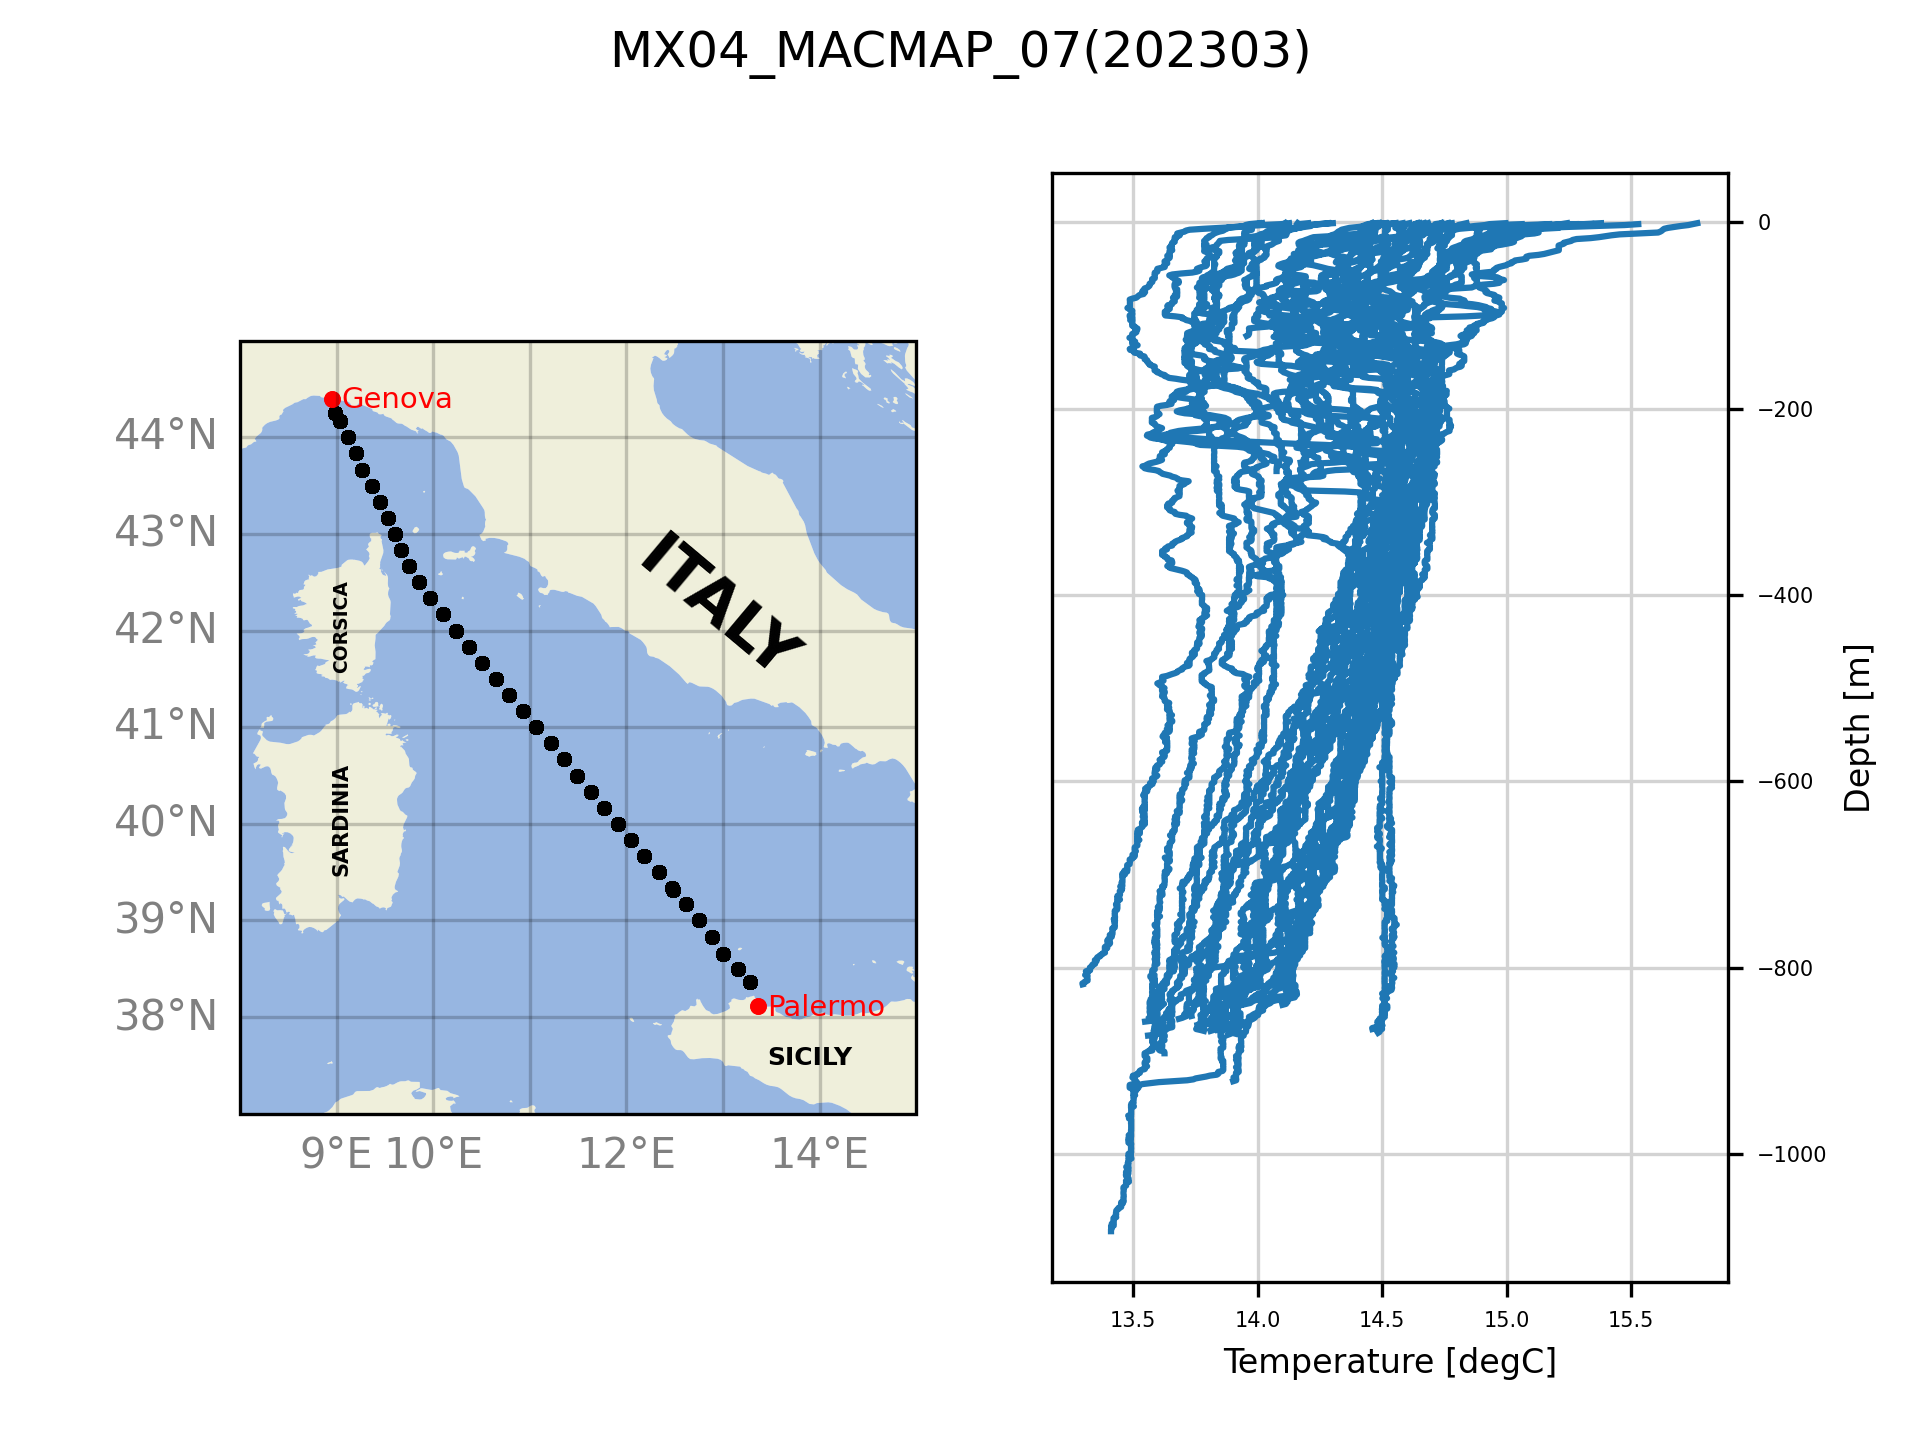 MX04_MACMAP_07(202303)
Genova
44°N
43°N
42°N
41°N
40°N
39°N
38°N
ITALY
CORSICA
SARDINIA
Palermo
SICILY
9°E 10°E 12°E 14°E
0
−200
−400
−600
−800
−1000
Depth [m]
13.5 14.0 14.5 15.0 15.5
Temperature [degC]